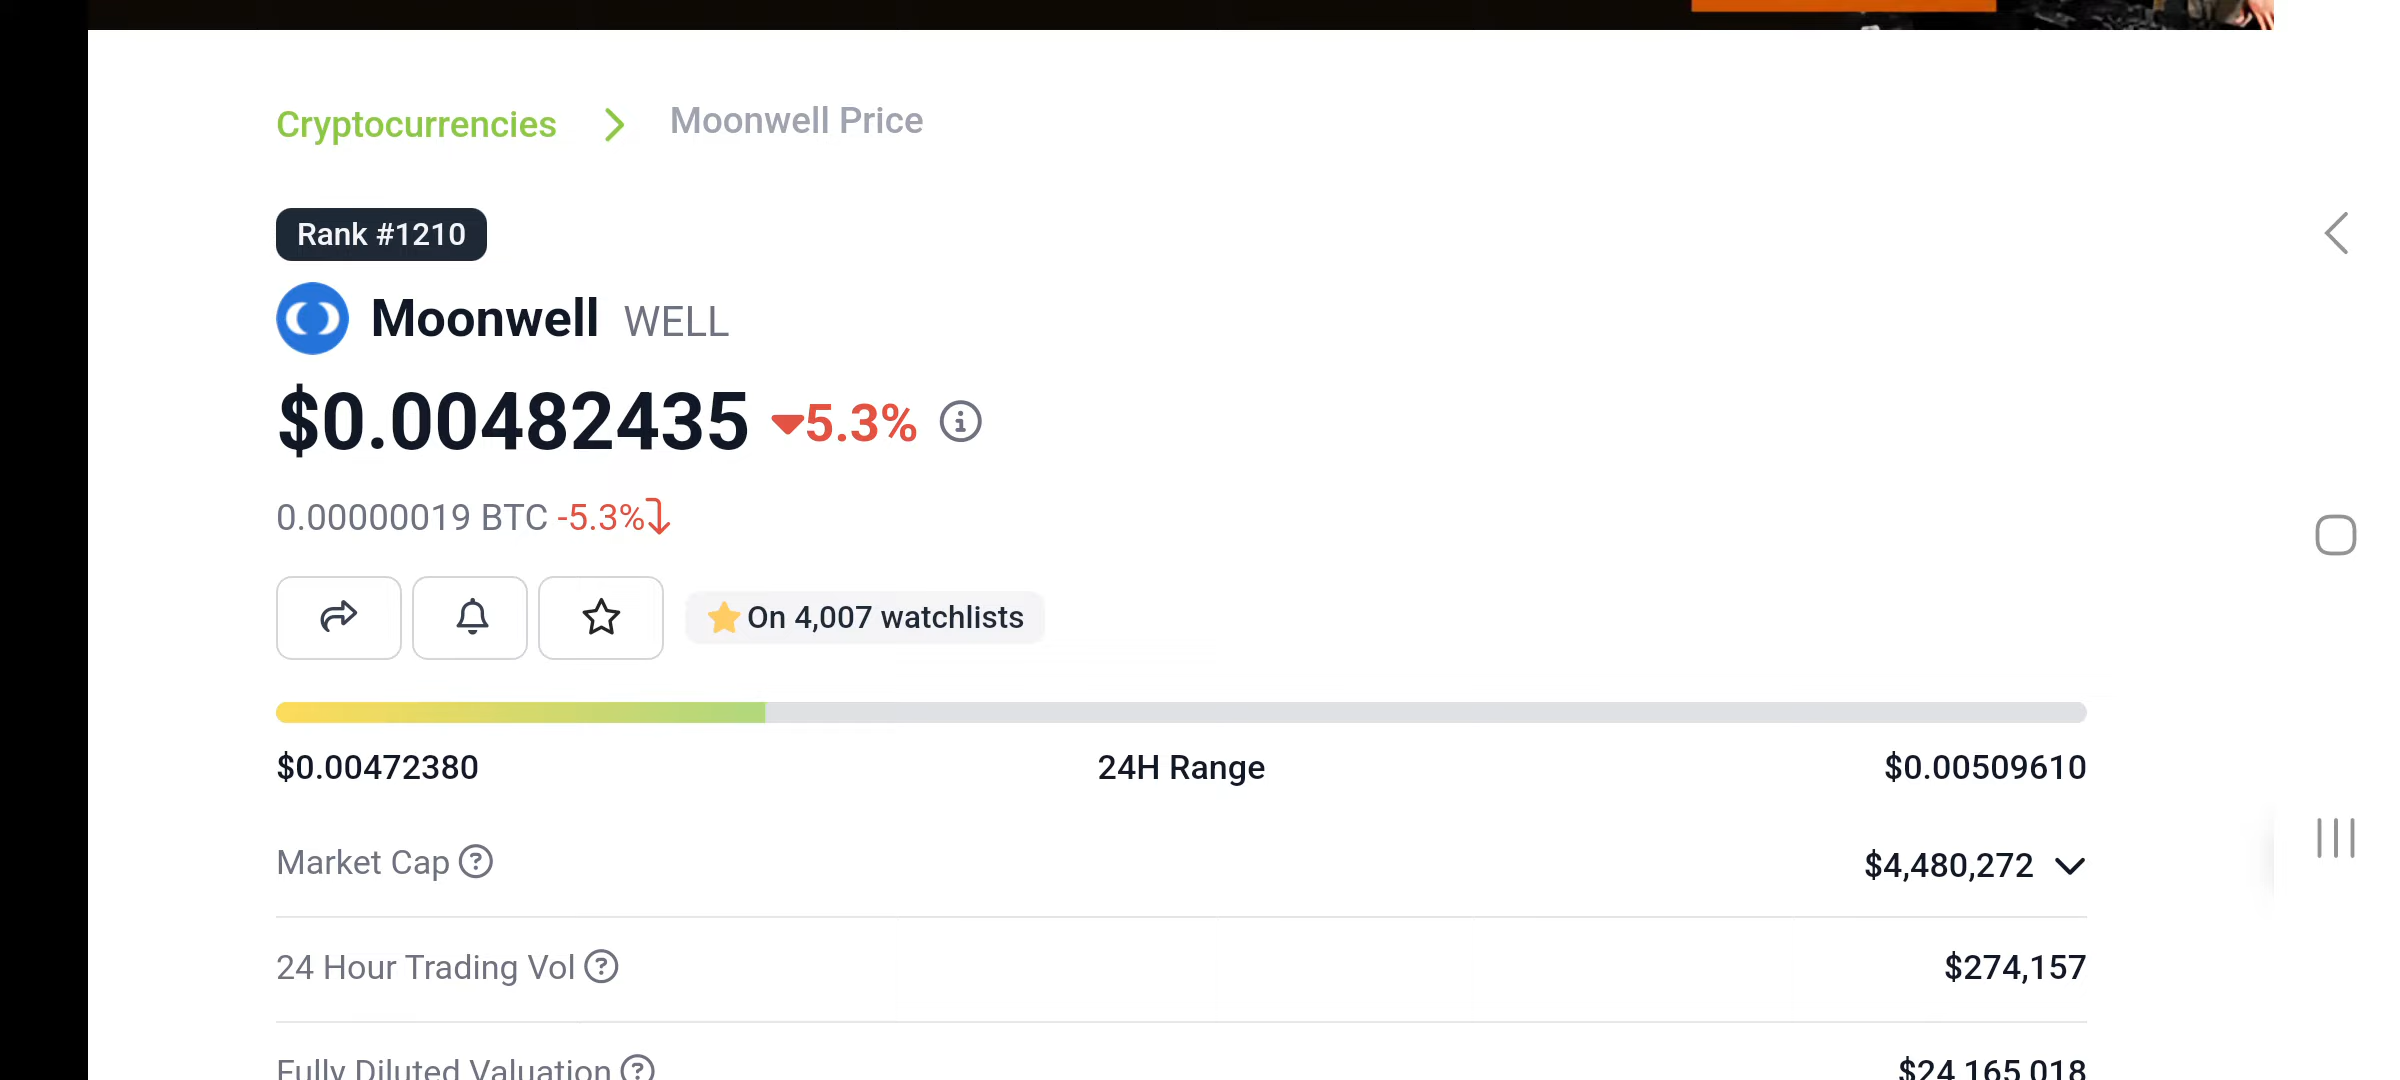 Cryptocurrencies > Moonwell Price
Rank #1210
Moonwell WELL
$0.00482435 5.3%
0.00000019 BTC -5.3%
On 4,007 watchlists
$0.00472380 24H Range $0.00509610
Market Cap $4,480,272
24 Hour Trading Vol $274,157
Fully Diluted Valuation $24,165,018